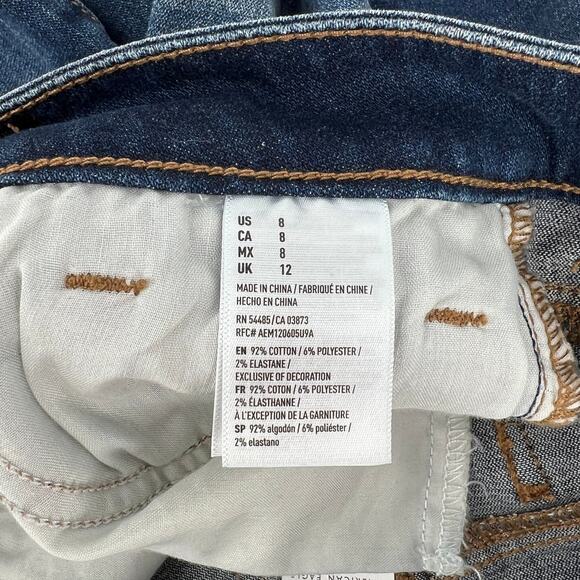 US 8
CA 8
MX 8
UK 12
MADE IN CHINA / FABRIQUÉ EN CHINE /
HECHO EN CHINA
RN 54485 / CA 03873
RFC# AEM120605U9A
EN 92% COTTON / 6% POLYESTER /
2% ELASTANE /
EXCLUSIVE OF DECORATION
FR 92% COTON / 6% POLYESTER /
2% ÉLASTHANNE /
À L'EXCEPTION DE LA GARNITURE
SP 92% algodón / 6% poliéster /
2% elastano